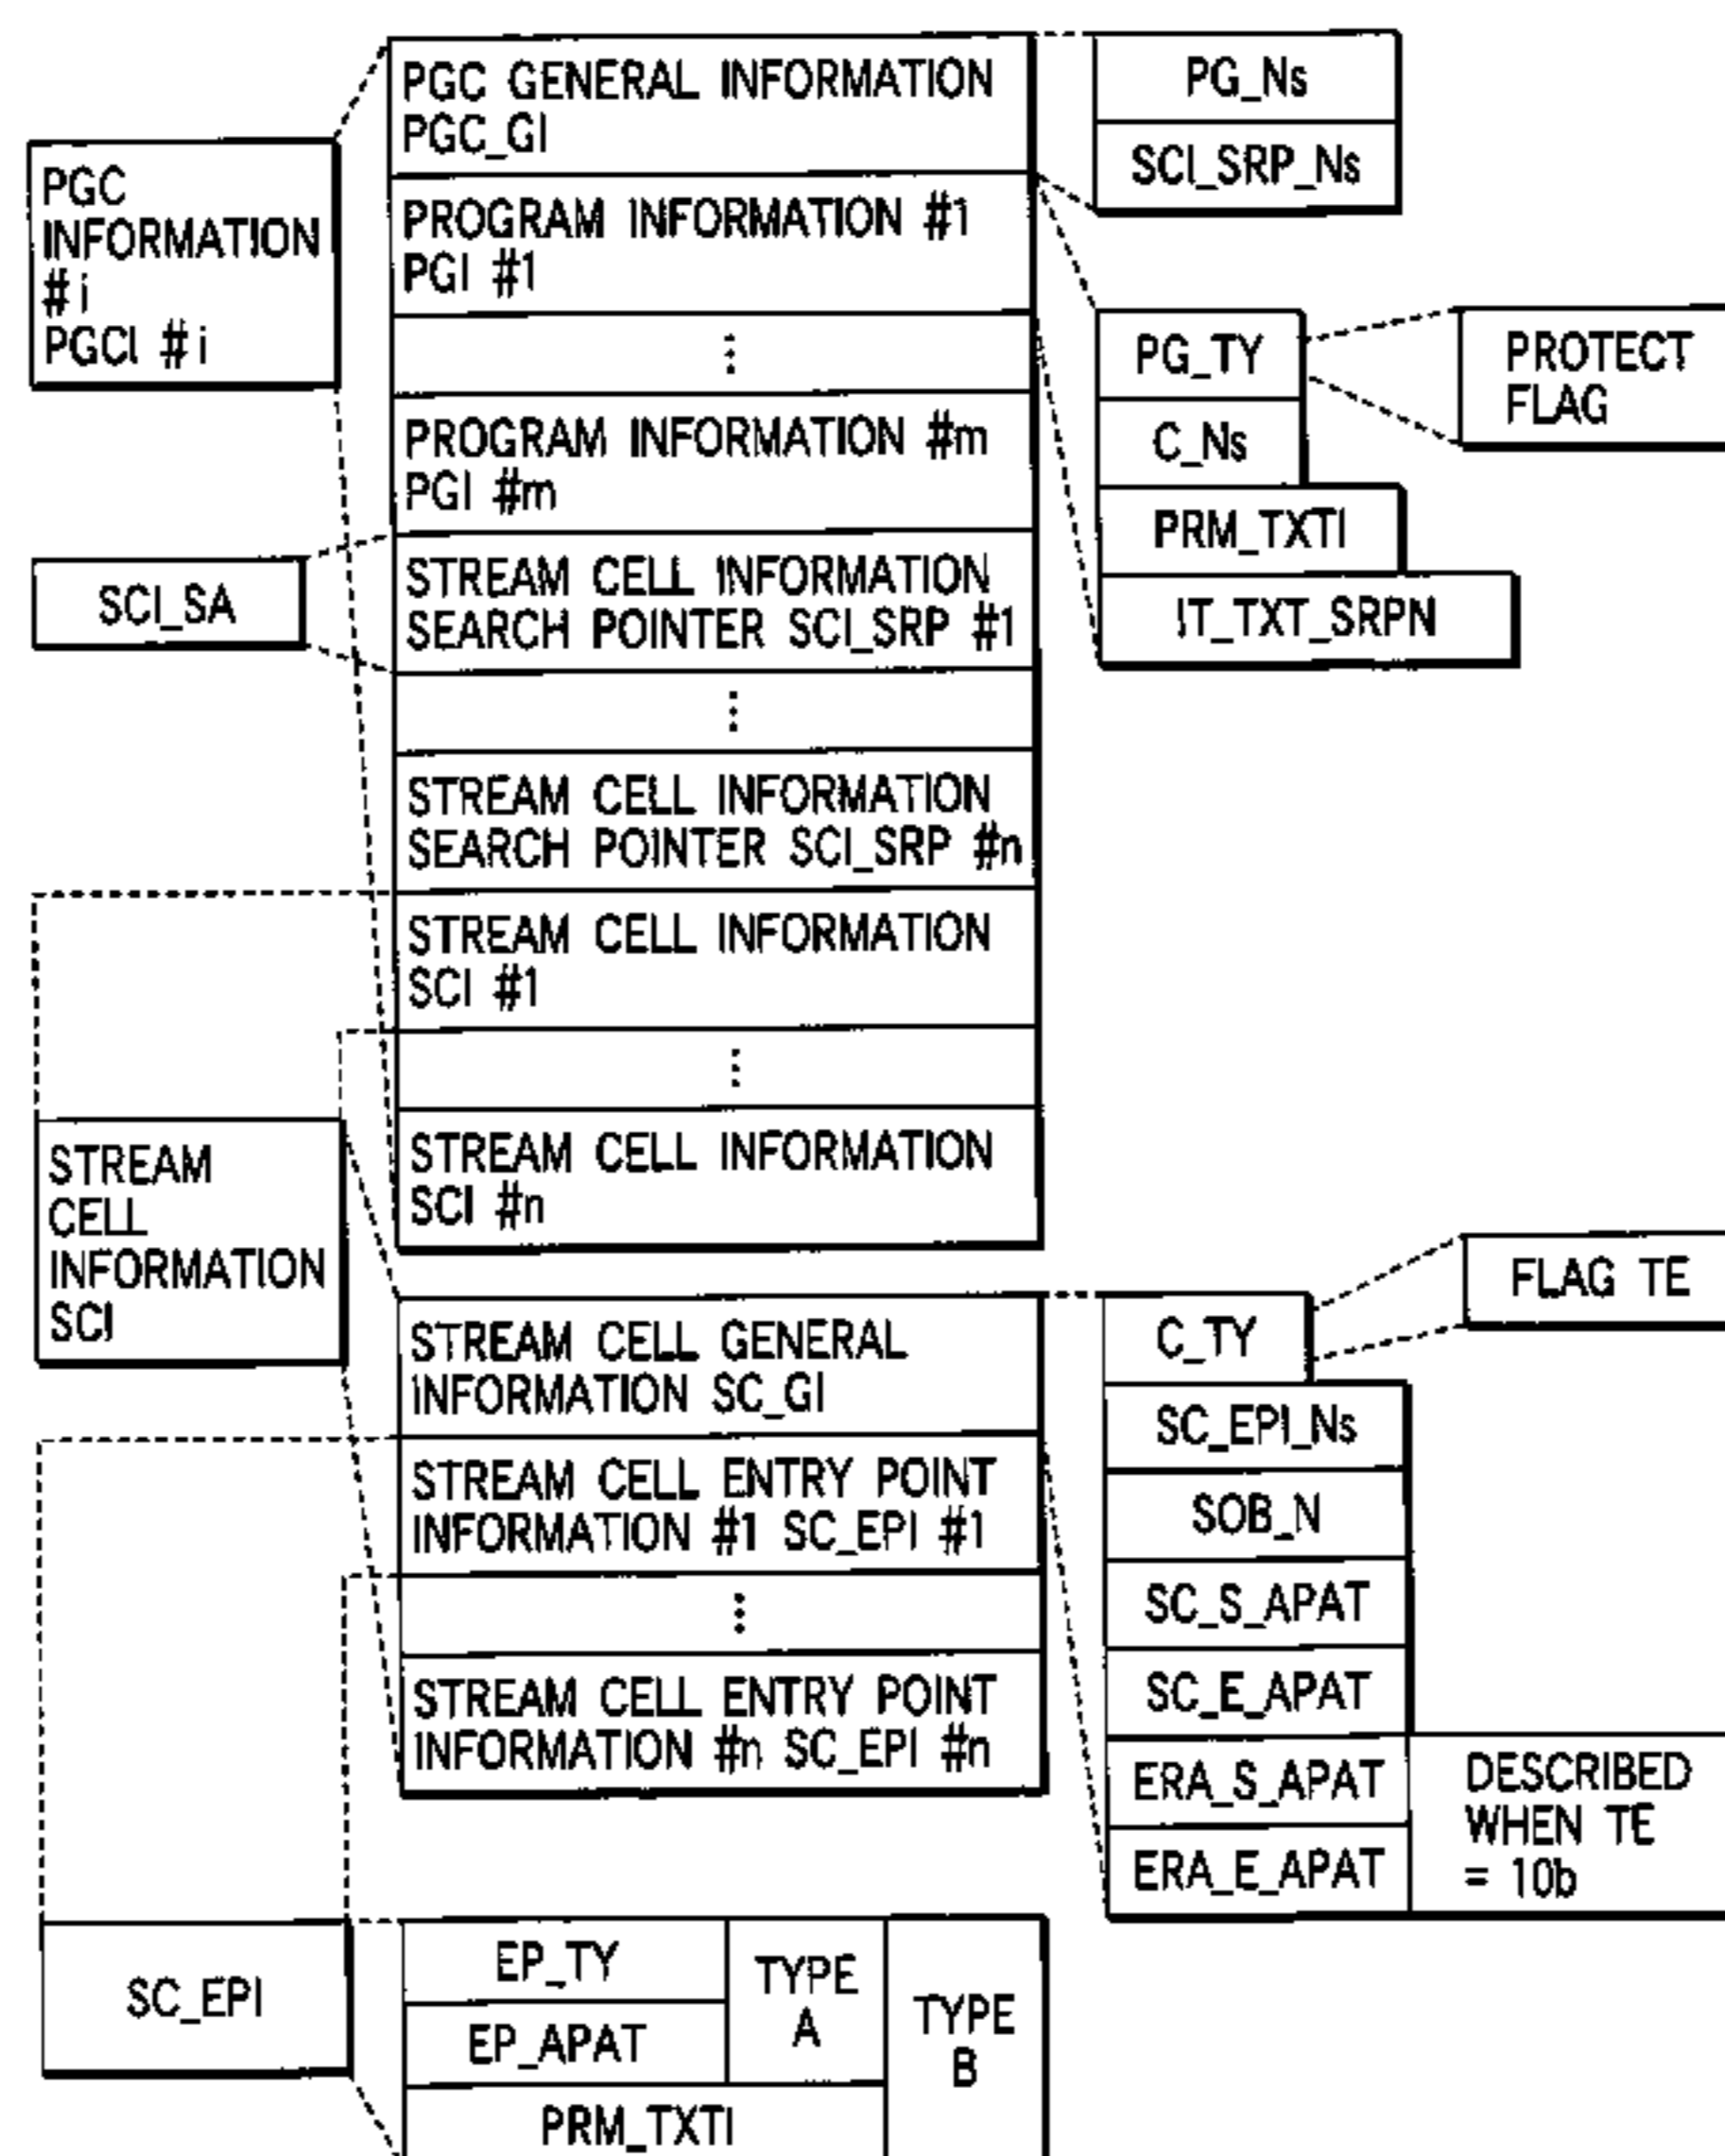 PGC
INFORMATION
# i
PGCI # i
PGC GENERAL INFORMATION
PGC_GI
PROGRAM INFORMATION #1
PGI #1
⋮
PROGRAM INFORMATION #m
PGI #m
STREAM CELL INFORMATION
SEARCH POINTER SCI_SRP #1
⋮
STREAM CELL INFORMATION
SEARCH POINTER SCI_SRP #n
STREAM CELL INFORMATION
SCI #1
⋮
STREAM CELL INFORMATION
SCI #n
PG_Ns
SCI_SRP_Ns
PG_TY
C_Ns
PRM_TXTI
IT_TXT_SRPN
PROTECT
FLAG
SCI_SA
STREAM
CELL
INFORMATION
SCI
STREAM CELL GENERAL
INFORMATION SC_GI
STREAM CELL ENTRY POINT
INFORMATION #1 SC_EPI #1
⋮
STREAM CELL ENTRY POINT
INFORMATION #n SC_EPI #n
C_TY
SC_EPI_Ns
SOB_N
SC_S_APAT
SC_E_APAT
ERA_S_APAT
ERA_E_APAT
FLAG TE
DESCRIBED
WHEN TE
= 10b
SC_EPI
EP_TY
EP_APAT
PRM_TXTI
TYPE
A
TYPE
B